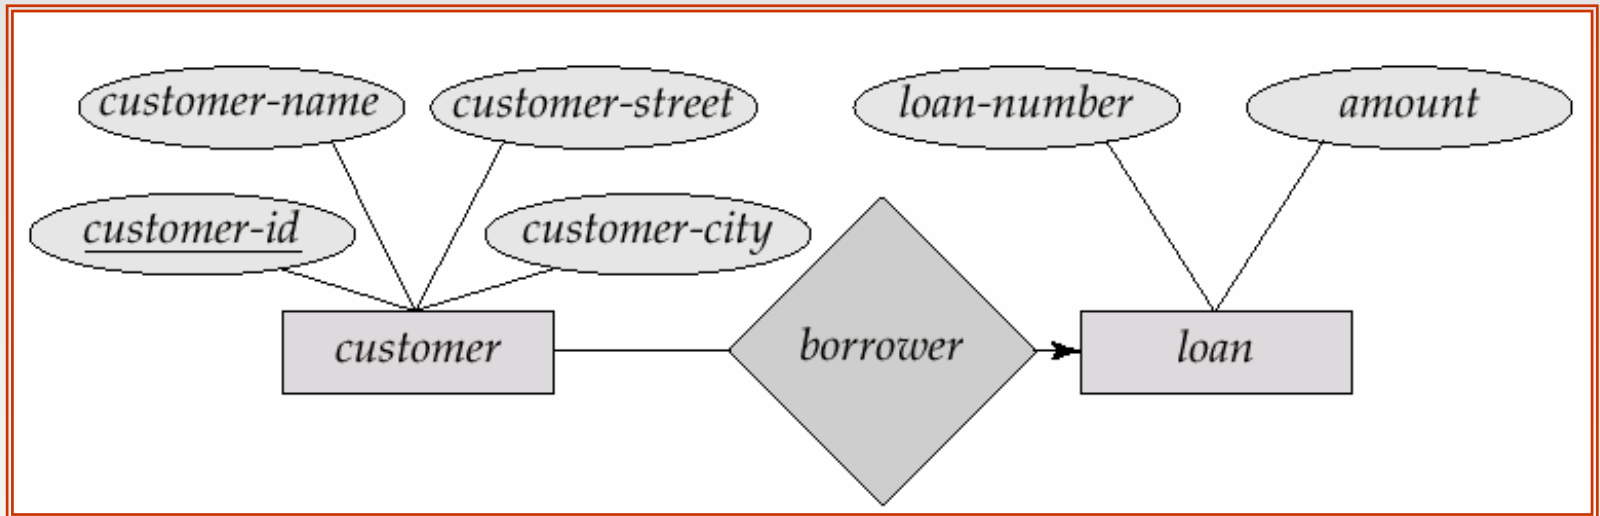 customer-name
customer-street
loan-number
amount
customer-id
customer-city
customer
borrower
loan